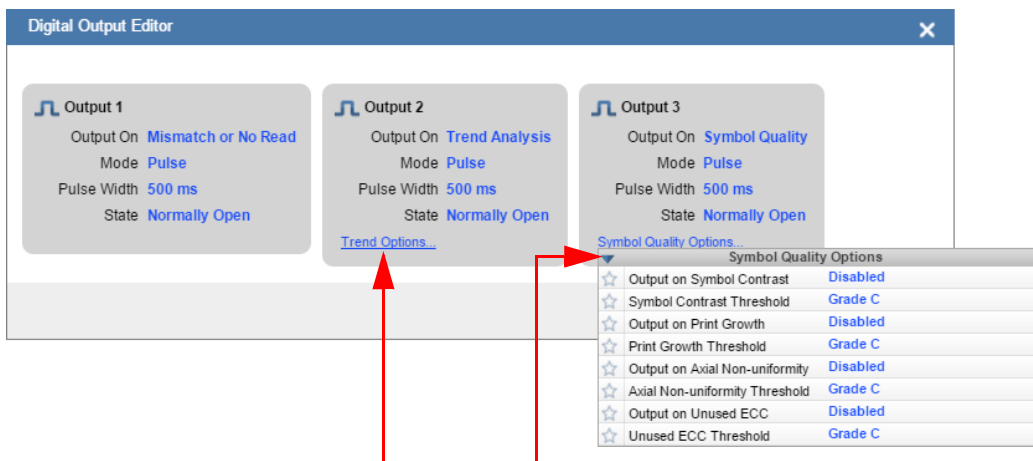 Digital Output Editor
Output 1
Output On Mismatch or No Read
Mode Pulse
Pulse Width 500 ms
State Normally Open
Output 2
Output On Trend Analysis
Mode Pulse
Pulse Width 500 ms
State Normally Open
Trend Options...
Output 3
Output On Symbol Quality
Mode Pulse
Pulse Width 500 ms
State Normally Open
Symbol Quality Options...
Symbol Quality Options
Output on Symbol Contrast Disabled
Symbol Contrast Threshold Grade C
Output on Print Growth Disabled
Print Growth Threshold Grade C
Output on Axial Non-uniformity Disabled
Axial Non-uniformity Threshold Grade C
Output on Unused ECC Disabled
Unused ECC Threshold Grade C